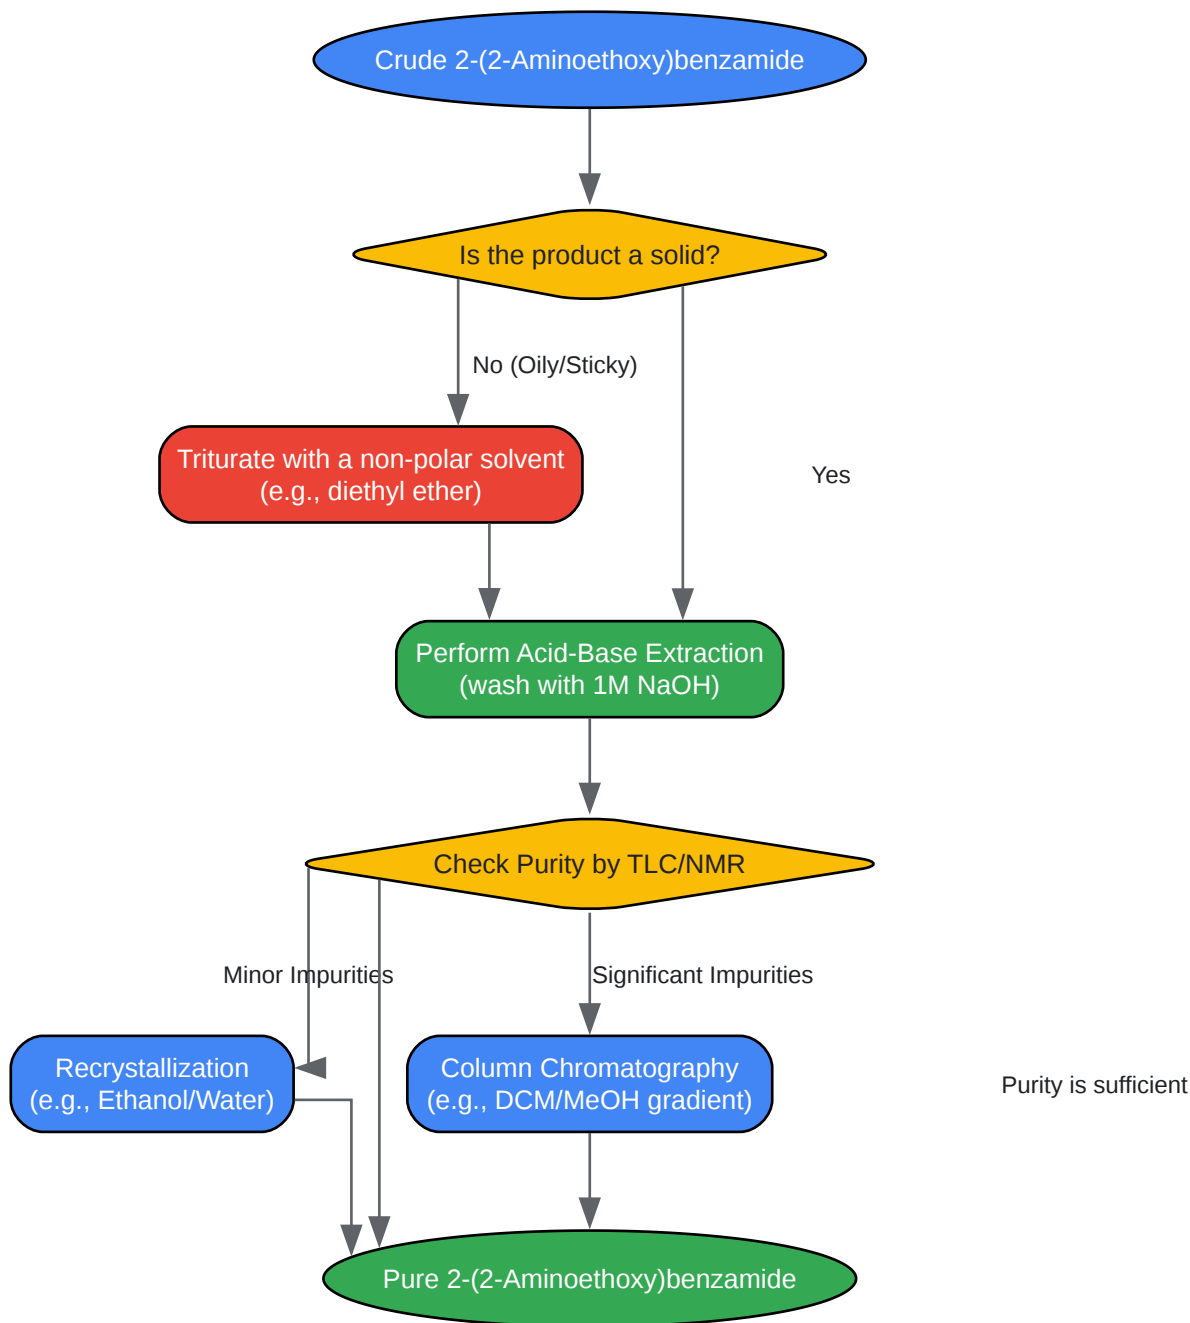 Crude 2-(2-Aminoethoxy)benzamide
Is the product a solid?
No (Oily/Sticky)
Triturate with a non-polar solvent
(e.g., diethyl ether)
Yes
Perform Acid-Base Extraction
(wash with 1M NaOH)
Check Purity by TLC/NMR
Minor Impurities
Significant Impurities
Recrystallization
(e.g., Ethanol/Water)
Column Chromatography
(e.g., DCM/MeOH gradient)
Purity is sufficient
Pure 2-(2-Aminoethoxy)benzamide